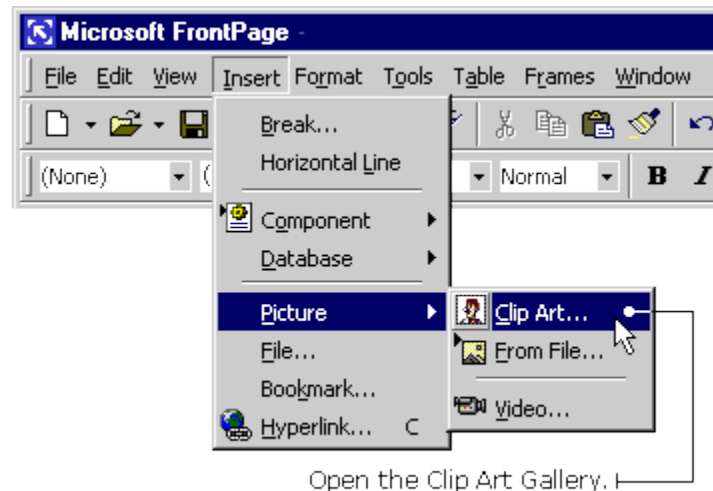 Microsoft FrontPage -
File Edit View Insert Format Tools Table Frames Window
(None) ( Normal B I
Break...
Horizontal Line
Component
Database
Picture
File...
Bookmark...
Hyperlink... C
Clip Art...
From File...
Video...
Open the Clip Art Gallery.